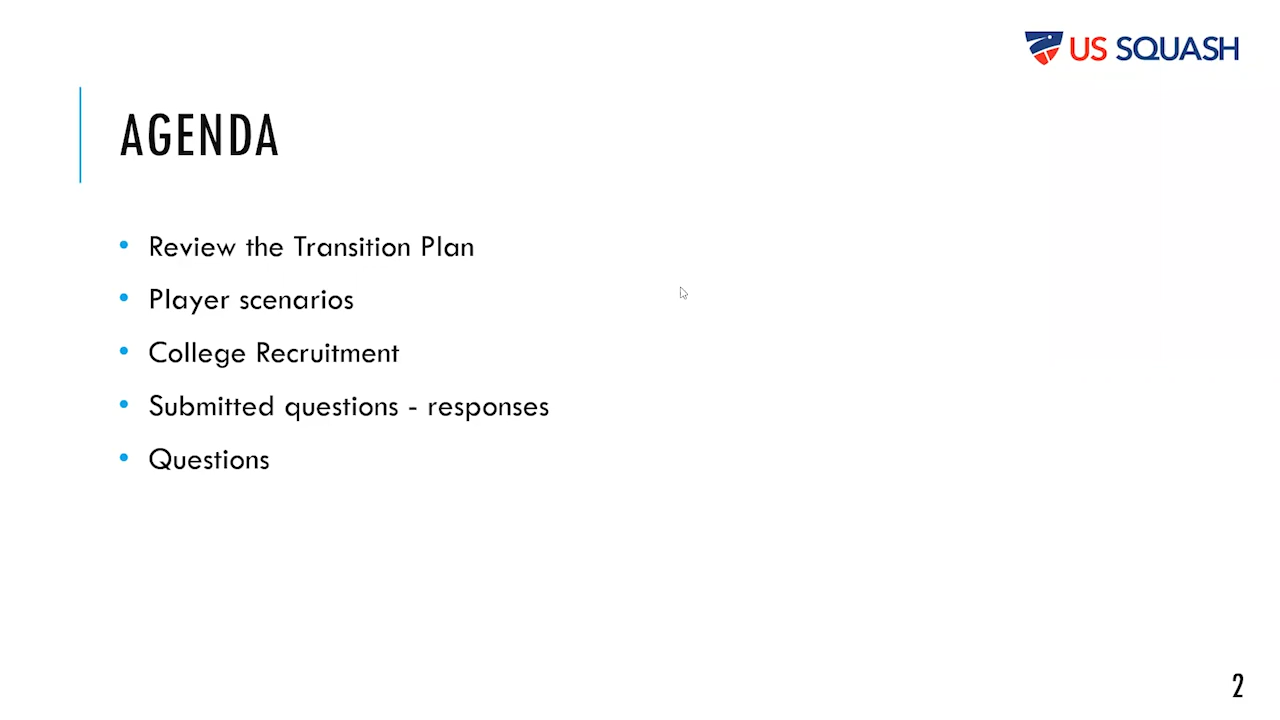 US SQUASH
AGENDA
• Review the Transition Plan
• Player scenarios
• College Recruitment
• Submitted questions - responses
• Questions
2